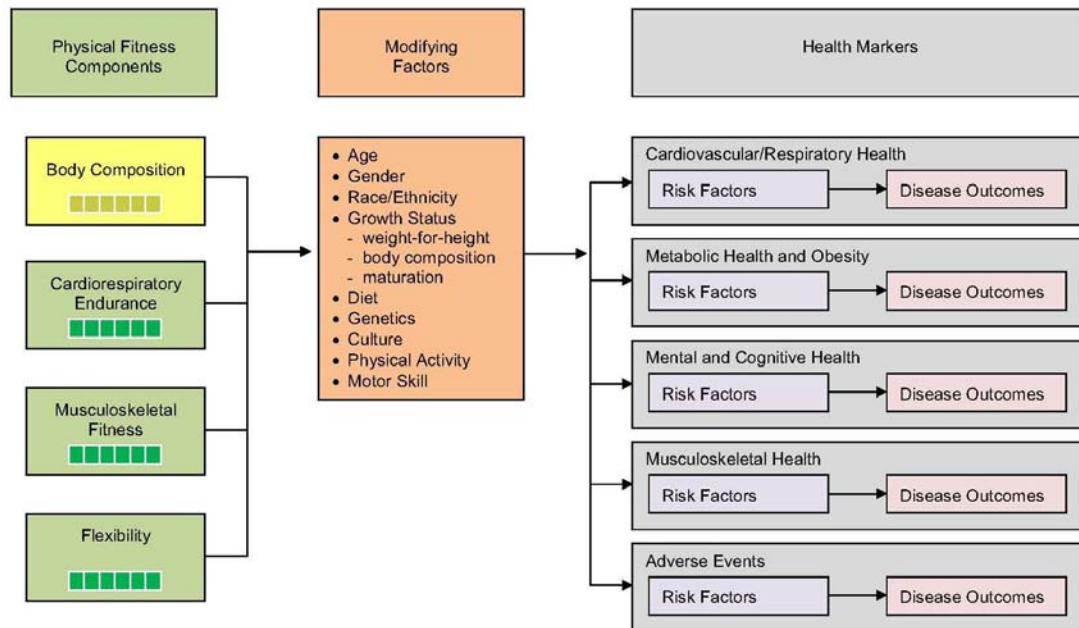 Physical Fitness
Components
Modifying
Factors
Health Markers
Body Composition
Cardiorespiratory
Endurance
Musculoskeletal
Fitness
Flexibility
• Age
• Gender
• Race/Ethnicity
• Growth Status
- weight-for-height
- body composition
- maturation
• Diet
• Genetics
• Culture
• Physical Activity
• Motor Skill
Cardiovascular/Respiratory Health
Risk Factors
Disease Outcomes
Metabolic Health and Obesity
Risk Factors
Disease Outcomes
Mental and Cognitive Health
Risk Factors
Disease Outcomes
Musculoskeletal Health
Risk Factors
Disease Outcomes
Adverse Events
Risk Factors
Disease Outcomes